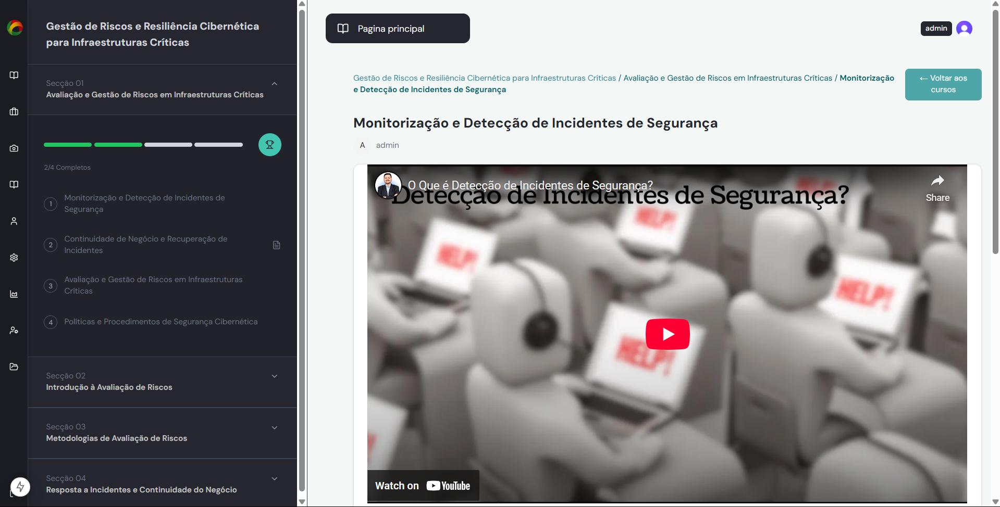 Gestão de Riscos e Resiliência Cibernética
para Infraestruturas Críticas
Secção 01
Avaliação e Gestão de Riscos em Infraestruturas Críticas
2/4 Completos
1
Monitorização e Detecção de Incidentes de
Segurança
2
Continuidade de Negócio e Recuperação de
Incidentes
3
Avaliação e Gestão de Riscos em Infraestruturas
Críticas
4
Políticas e Procedimentos de Segurança Cibernética
Secção 02
Introdução à Avaliação de Riscos
Secção 03
Metodologias de Avaliação de Riscos
Secção 04
Resposta a Incidentes e Continuidade do Negócio
Pagina principal
admin
Gestão de Riscos e Resiliência Cibernética para Infraestruturas Críticas / Avaliação e Gestão de Riscos em Infraestruturas Críticas / Monitorização
e Detecção de Incidentes de Segurança
← Voltar aos
cursos
Monitorização e Detecção de Incidentes de Segurança
A
admin
O Que é Detecção de Incidentes de Segurança?
Detecção de Incidentes de Segurança?
Share
HELP!
HELP!
HELP!
HELP!
HELP!
Watch on YouTube